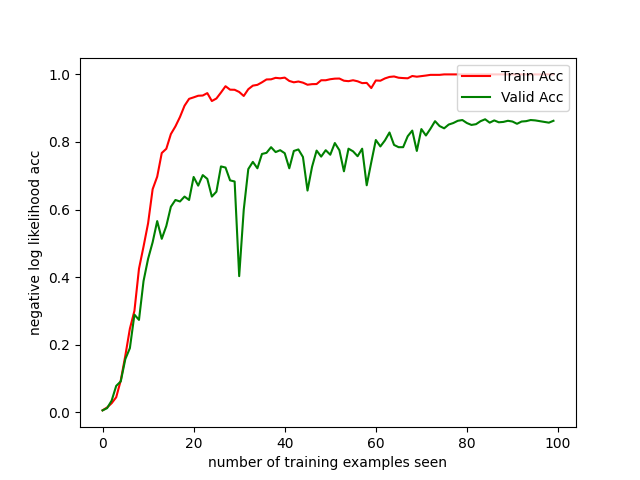 1.0
0.8
0.6
0.4
0.2
0.0
negative log likelihood acc
Train Acc
Valid Acc
0 20 40 60 80 100
number of training examples seen